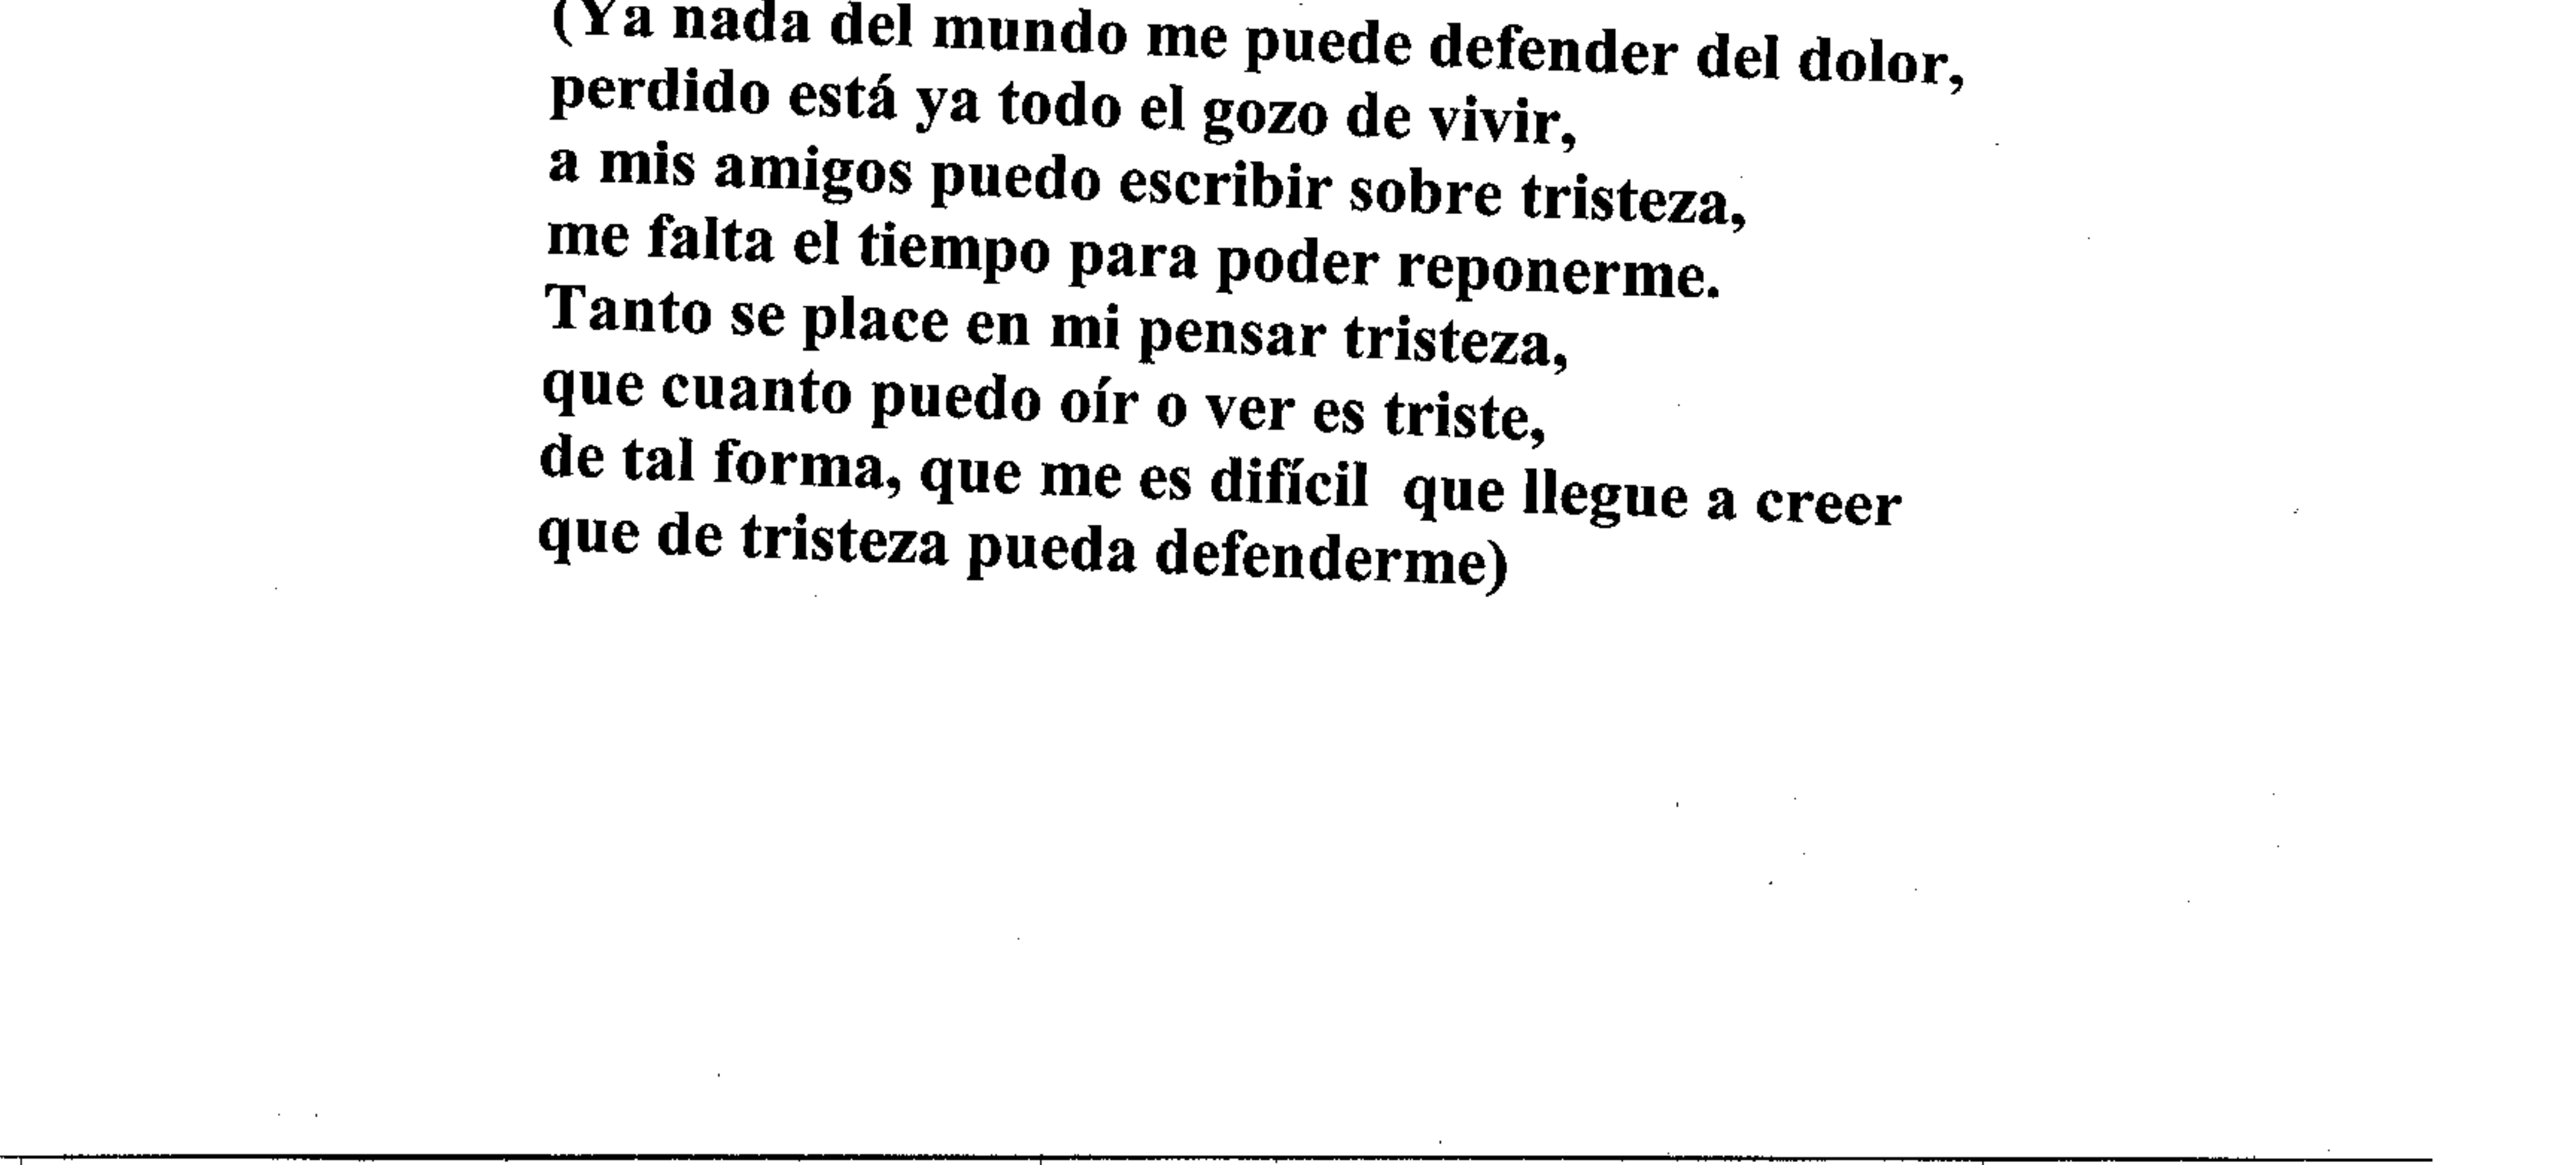 (Ya nada del mundo me puede defender del dolor,
perdido está ya todo el gozo de vivir,
a mis amigos puedo escribir sobre tristeza,
me falta el tiempo para poder reponerme.
Tanto se place en mi pensar tristeza,
que cuanto puedo oír o ver es triste,
de tal forma, que me es difícil que llegue a creer
que de tristeza pueda defenderme)